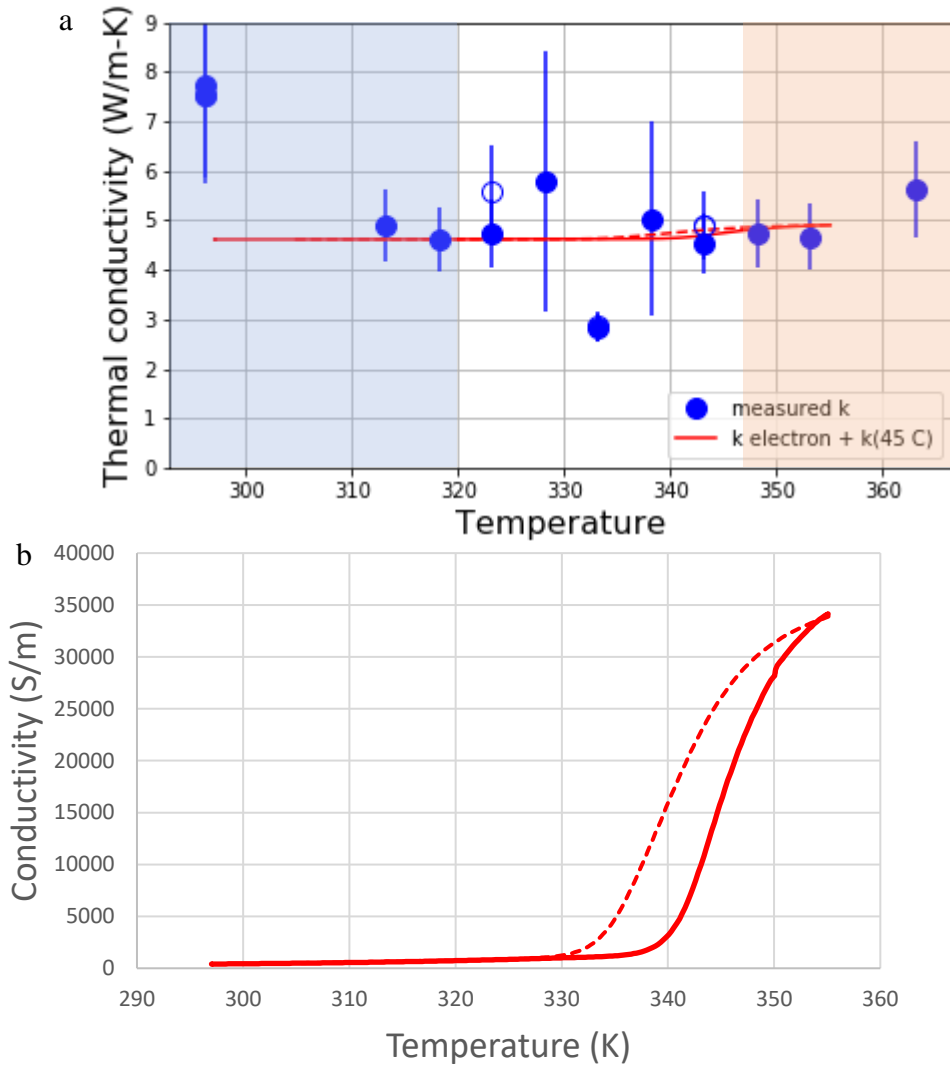 a
Thermal conductivity (W/m-K)
9
8
7
6
5
4
3
2
1
0
measured k
k electron + k(45 C)
300 310 320 330 340 350 360
Temperature
b
Conductivity (S/m)
40000
35000
30000
25000
20000
15000
10000
5000
0
290 300 310 320 330 340 350 360
Temperature (K)